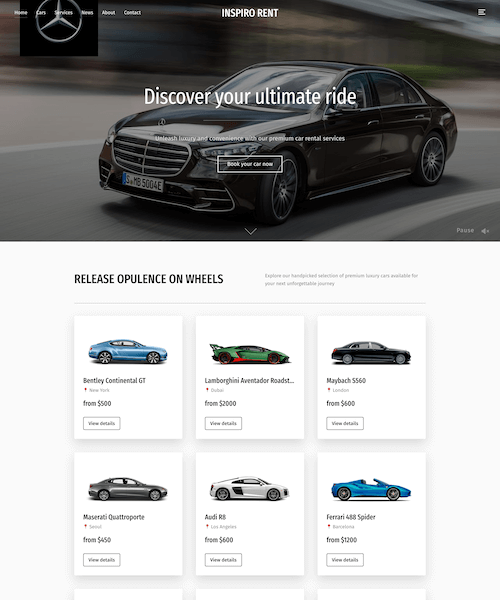 Home Cars Services News About Contact
INSPIRO RENT
Discover your ultimate ride
Unleash luxury and convenience with our premium car rental services
Book your car now
S MB 5004E
Pause
RELEASE OPULENCE ON WHEELS
Explore our handpicked selection of premium luxury cars available for
your next unforgettable journey
Bentley Continental GT
New York
from $500
View details
Lamborghini Aventador Roadst...
Dubai
from $2000
View details
Maybach S560
London
from $600
View details
Maserati Quattroporte
Seoul
from $450
View details
Audi R8
Los Angeles
from $600
View details
Ferrari 488 Spider
Barcelona
from $1200
View details